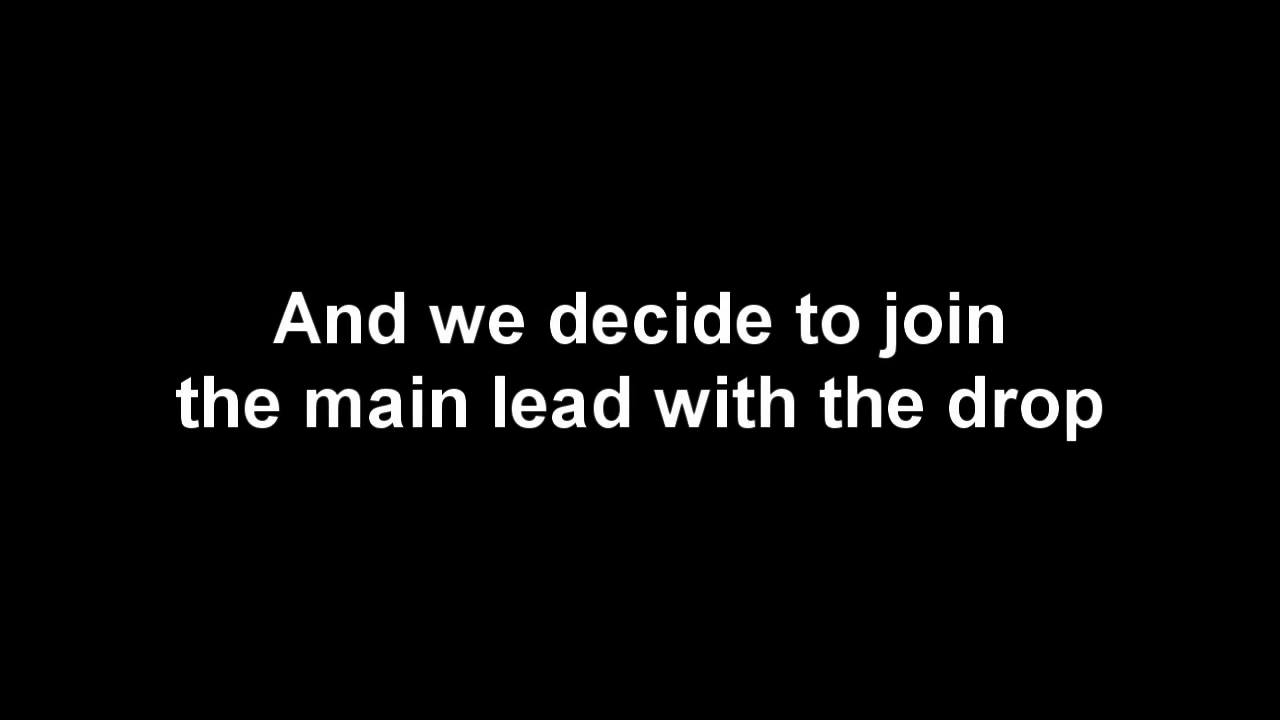 And we decide to join
the main lead with the drop